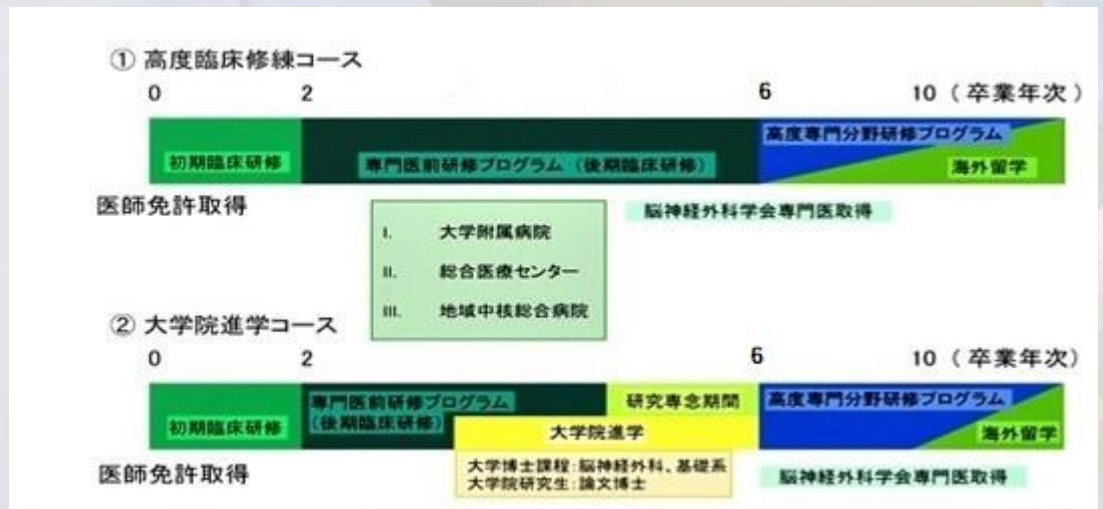 ① 高度臨床修練コース
0 2 6 10（卒業年次）
初期臨床研修 専門医前研修プログラム（後期臨床研修） 高度専門分野研修プログラム
海外留学
医師免許取得 脳神経外科学会専門医取得
I. 大学附属病院
II. 総合医療センター
III. 地域中核総合病院
② 大学院進学コース
0 2 6 10（卒業年次）
専門医前研修プログラム 研究専念期間 高度専門分野研修プログラム
初期臨床研修 （後期臨床研修） 大学院進学 海外留学
医師免許取得 大学博士課程：脳神経外科、基礎系 脳神経外科学会専門医取得
大学院研究生：論文博士